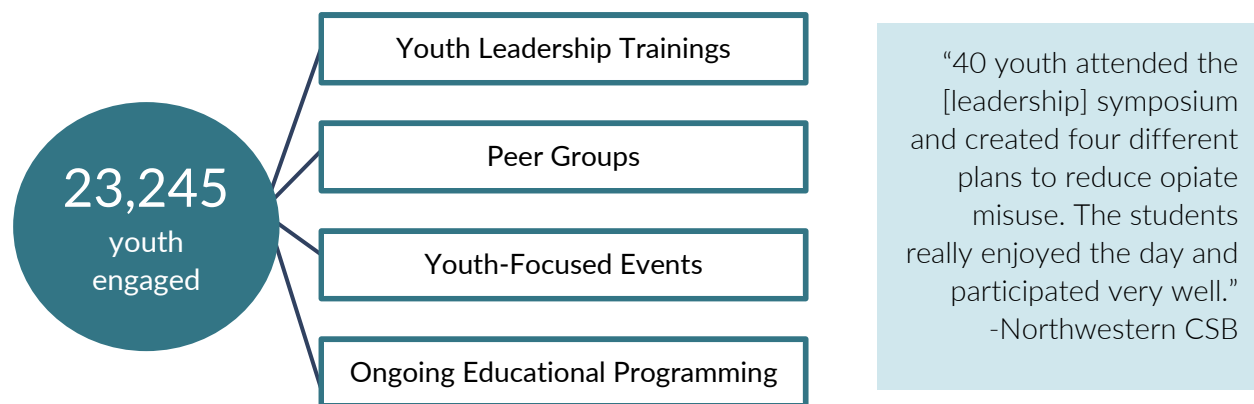 23,245
youth
engaged
Youth Leadership Trainings
Peer Groups
Youth-Focused Events
Ongoing Educational Programming
“40 youth attended the
[leadership] symposium
and created four different
plans to reduce opiate
misuse. The students
really enjoyed the day and
participated very well.”
-Northwestern CSB